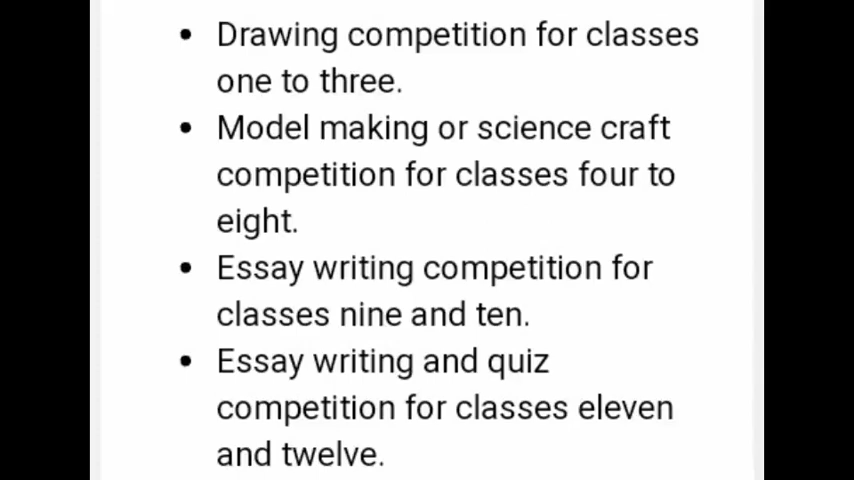 • Drawing competition for classes
one to three.
• Model making or science craft
competition for classes four to
eight.
• Essay writing competition for
classes nine and ten.
• Essay writing and quiz
competition for classes eleven
and twelve.